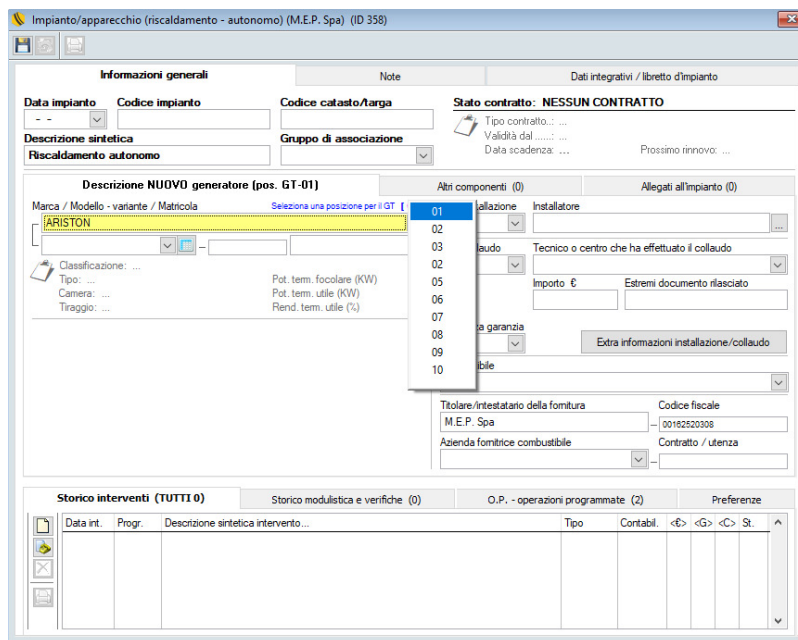 Impianto/apparecchio (riscaldamento - autonomo) (M.E.P. Spa) (ID 358)
Informazioni generali
Note
Dati integrativi / libretto d'impianto
Data impianto
Codice impianto
Codice catasto/targa
Stato contratto: NESSUN CONTRATTO
- -
Tipo contratto..: ...
Validità dal ......: ...
Data scadenza: ...
Prossimo rinnovo: ...
Descrizione sintetica
Gruppo di associazione
Riscaldamento autonomo
Descrizione NUOVO generatore (pos. GT-01)
Altri componenti (0)
Allegati all'impianto (0)
Marca / Modello - variante / Matricola
Seleziona una posizione per il GT [
ARISTON
–
Classificazione: ...
Tipo: ...
Camera: ...
Tiraggio: ...
Pot. term. focolare (KW)
Pot. term. utile (KW)
Rend. term. utile (%)
01
02
03
02
05
06
07
08
09
10
allazione
Installatore
...
audo
Tecnico o centro che ha effettuato il collaudo
Importo €
Estremi documento rilasciato
a garanzia
Extra informazioni installazione/collaudo
ibile
Titolare/intestatario della fornitura
Codice fiscale
M.E.P. Spa
–
00162520308
Azienda fornitrice combustibile
Contratto / utenza
–
Storico interventi (TUTTI 0)
Storico modulistica e verifiche (0)
O.P. - operazioni programmate (2)
Preferenze
Data int.
Progr.
Descrizione sintetica intervento...
Tipo
Contabil.
<€>
<G>
<C>
St.